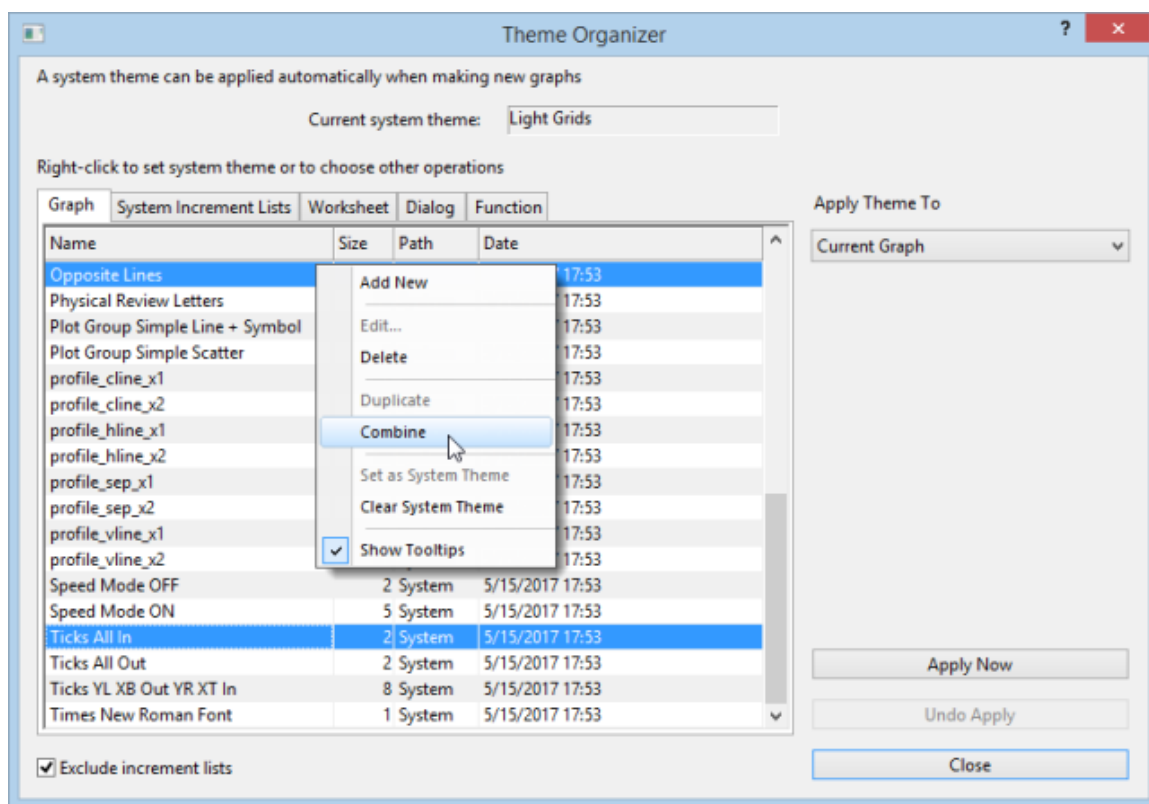 Theme Organizer
?
A system theme can be applied automatically when making new graphs
Current system theme: Light Grids
Right-click to set system theme or to choose other operations
Graph System Increment Lists Worksheet Dialog Function
Apply Theme To
Name Size Path Date
Current Graph
Opposite Lines 17:53
Physical Review Letters 17:53
Plot Group Simple Line + Symbol 17:53
Plot Group Simple Scatter 17:53
profile_cline_x1 17:53
profile_cline_x2 17:53
profile_hline_x1 17:53
profile_hline_x2 17:53
profile_sep_x1 17:53
profile_sep_x2 17:53
profile_vline_x1 17:53
profile_vline_x2 17:53
Add New
Edit...
Delete
Duplicate
Combine
Set as System Theme
Clear System Theme
Show Tooltips
Speed Mode OFF 2 System 5/15/2017 17:53
Speed Mode ON 5 System 5/15/2017 17:53
Ticks All In 2 System 5/15/2017 17:53
Ticks All Out 2 System 5/15/2017 17:53
Ticks YL XB Out YR XT In 8 System 5/15/2017 17:53
Times New Roman Font 1 System 5/15/2017 17:53
Apply Now
Undo Apply
Exclude increment lists
Close